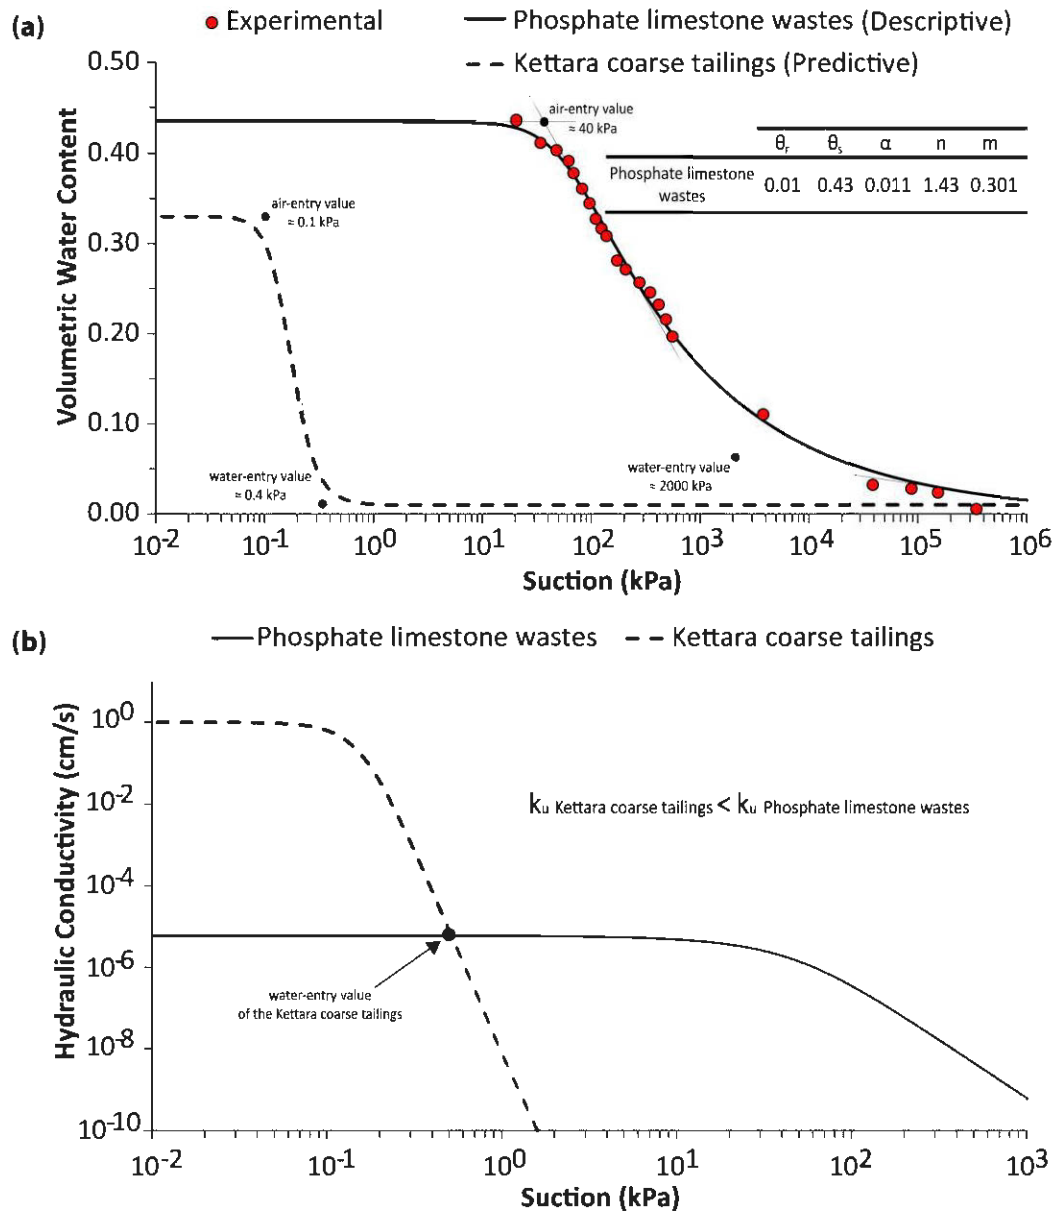 (a)
Experimental
Phosphate limestone wastes (Descriptive)
Kettara coarse tailings (Predictive)
Volumetric Water Content
0.50
0.40
0.30
0.20
0.10
0.00
air-entry value
≈ 40 kPa
air-entry value
≈ 0.1 kPa
water-entry value
≈ 0.4 kPa
water-entry value
≈ 2000 kPa
θr θs α n m
Phosphate limestone
wastes
0.01 0.43 0.011 1.43 0.301
10-2 10-1 100 101 102 103 104 105 106
Suction (kPa)
(b)
Phosphate limestone wastes
Kettara coarse tailings
Hydraulic Conductivity (cm/s)
100
10-2
10-4
10-6
10-8
10-10
ku Kettara coarse tailings < ku Phosphate limestone wastes
water-entry value
of the Kettara coarse tailings
10-2 10-1 100 101 102 103
Suction (kPa)